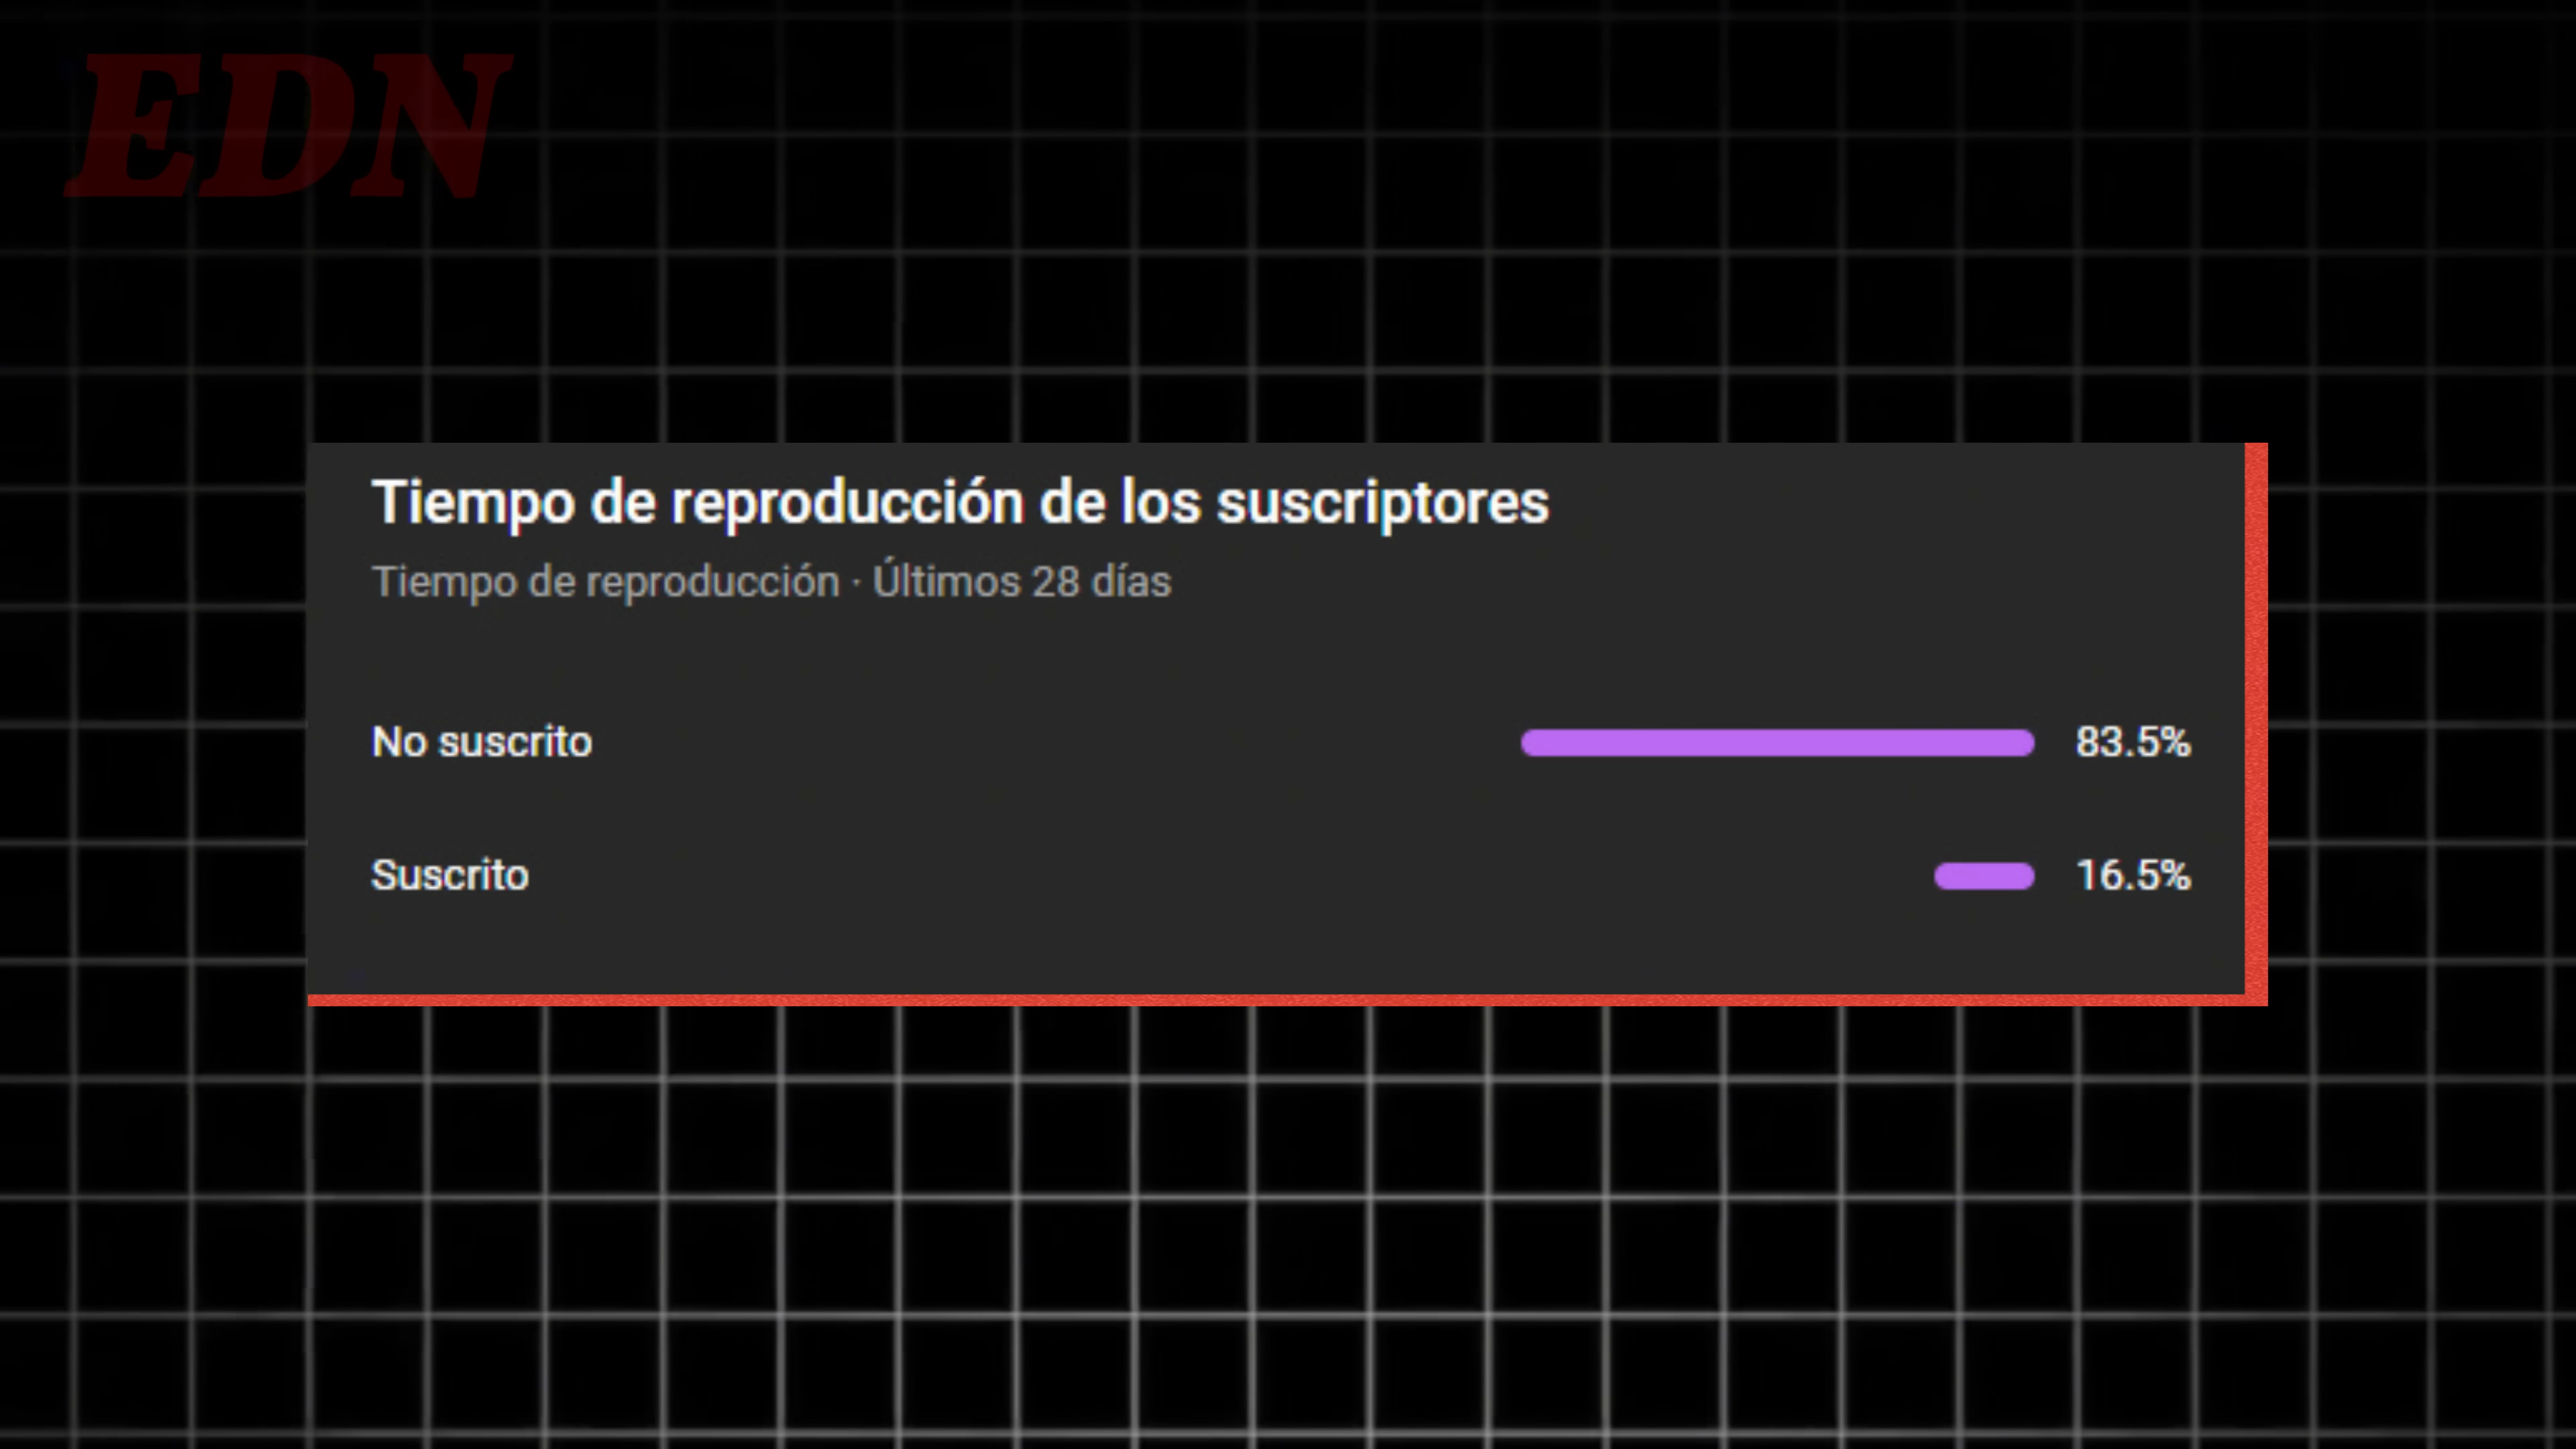 EDN
Tiempo de reproducción de los suscriptores
Tiempo de reproducción · Últimos 28 días
No suscrito 83.5%
Suscrito 16.5%